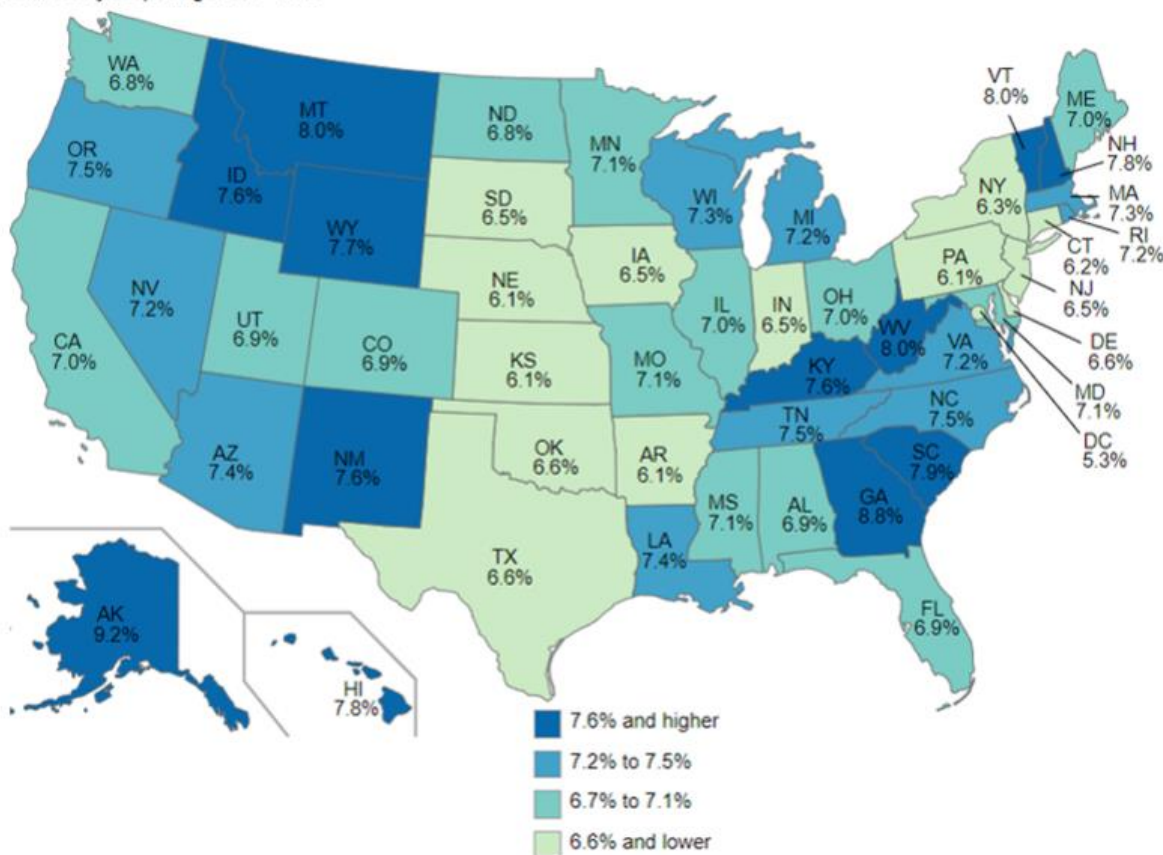 WA
6.8%
MT
8.0%
ND
6.8%
MN
7.1%
VT
8.0%
ME
7.0%
OR
7.5%
ID
7.6%
SD
6.5%
WI
7.3%
MI
7.2%
NY
6.3%
NH
7.8%
MA
7.3%
RI
7.2%
CT
6.2%
WY
7.7%
NE
6.1%
IA
6.5%
PA
6.1%
NJ
6.5%
NV
7.2%
UT
6.9%
CO
6.9%
IL
7.0%
IN
6.5%
OH
7.0%
DE
6.6%
CA
7.0%
KS
6.1%
MO
7.1%
KY
7.6%
WV
8.0%
VA
7.2%
MD
7.1%
AZ
7.4%
NM
7.6%
OK
6.6%
AR
6.1%
TN
7.5%
NC
7.5%
DC
5.3%
TX
6.6%
LA
7.4%
MS
7.1%
AL
6.9%
GA
8.8%
SC
7.9%
AK
9.2%
HI
7.8%
FL
6.9%
7.6% and higher
7.2% to 7.5%
6.7% to 7.1%
6.6% and lower